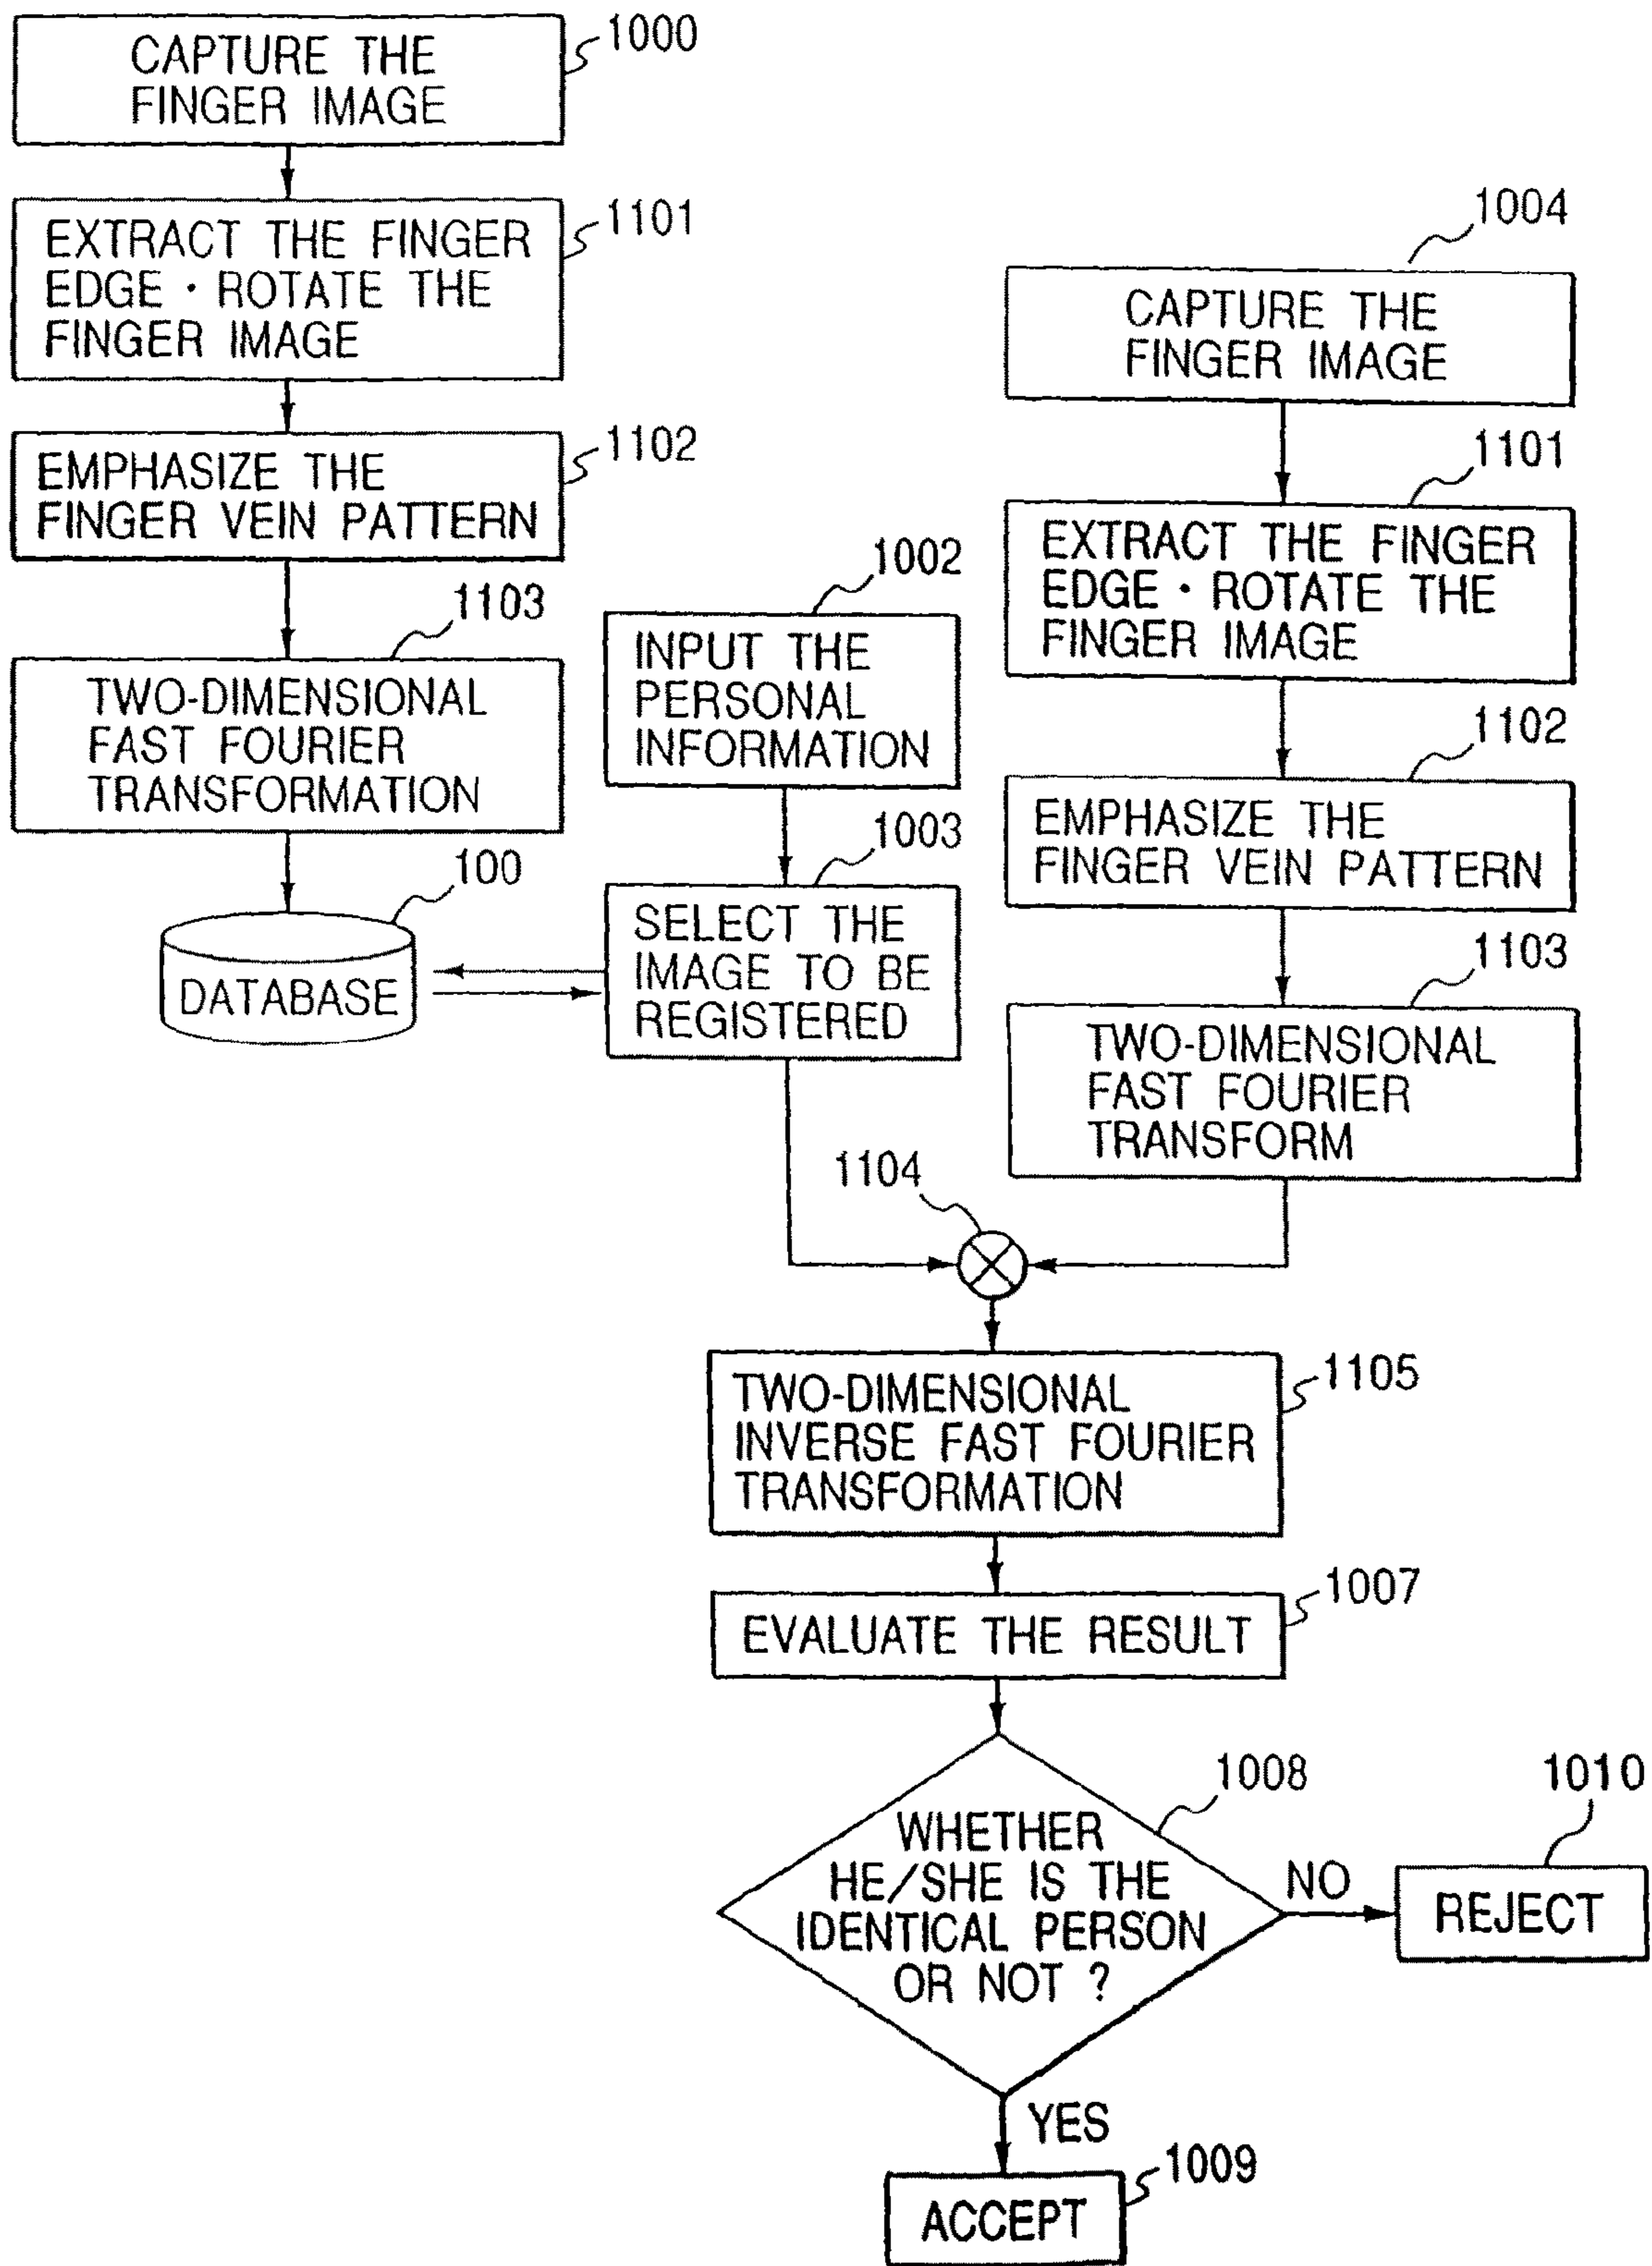 1000
CAPTURE THE
FINGER IMAGE
1101
EXTRACT THE FINGER
EDGE · ROTATE THE
FINGER IMAGE
1102
EMPHASIZE THE
FINGER VEIN PATTERN
1103
TWO-DIMENSIONAL
FAST FOURIER
TRANSFORMATION
100
DATABASE
1002
INPUT THE
PERSONAL
INFORMATION
1003
SELECT THE
IMAGE TO BE
REGISTERED
1004
CAPTURE THE
FINGER IMAGE
1101
EXTRACT THE FINGER
EDGE · ROTATE THE
FINGER IMAGE
1102
EMPHASIZE THE
FINGER VEIN PATTERN
1103
TWO-DIMENSIONAL
FAST FOURIER
TRANSFORM
1104
1105
TWO-DIMENSIONAL
INVERSE FAST FOURIER
TRANSFORMATION
1007
EVALUATE THE RESULT
1008
WHETHER
HE/SHE IS THE
IDENTICAL PERSON
OR NOT ?
NO
1010
REJECT
YES
1009
ACCEPT